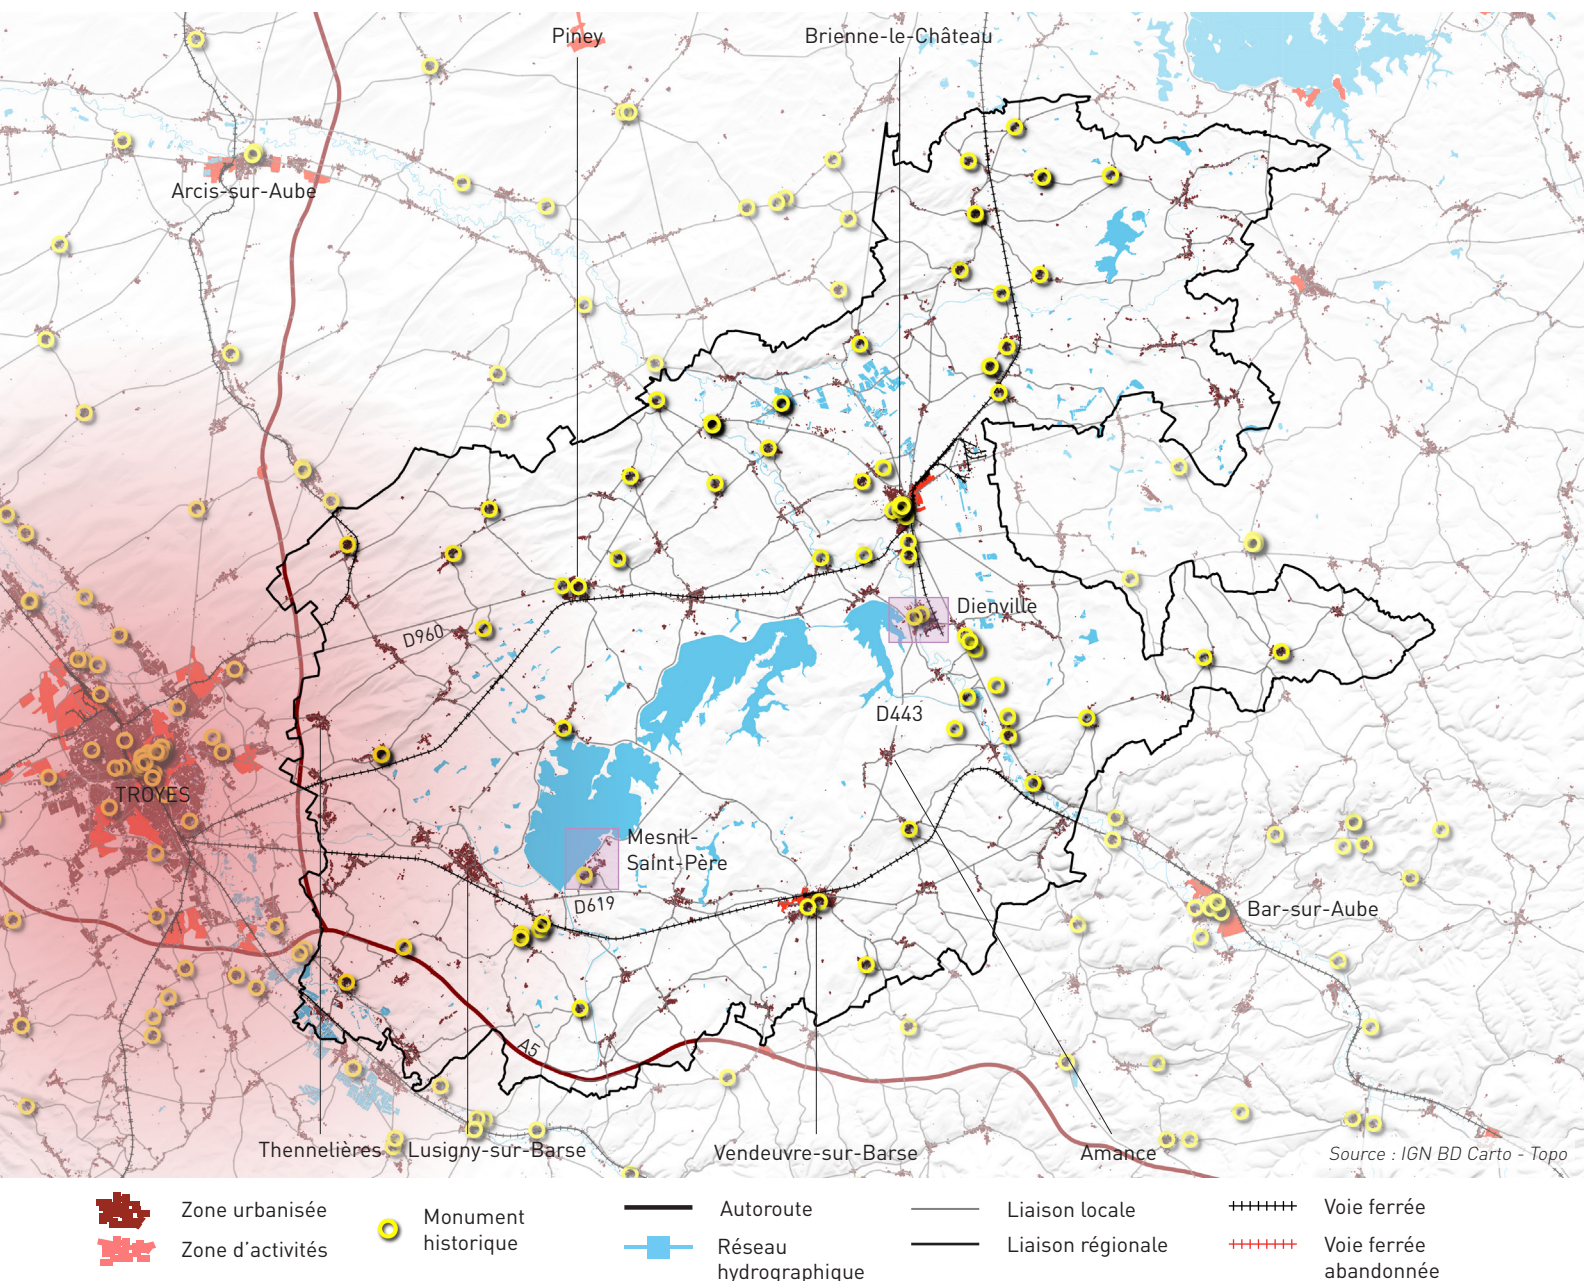 Piney
Brienne-le-Château
Arcis-sur-Aube
D960
Dienville
D443
TROYES
Mesnil-
Saint-Père
D619
Bar-sur-Aube
A5
Thennelières
Lusigny-sur-Barse
Vendeuvre-sur-Barse
Amance
Source : IGN BD Carto - Topo
Zone urbanisée
Zone d'activités
Monument
historique
Autoroute
Réseau
hydrographique
Liaison locale
Liaison régionale
Voie ferrée
Voie ferrée
abandonnée